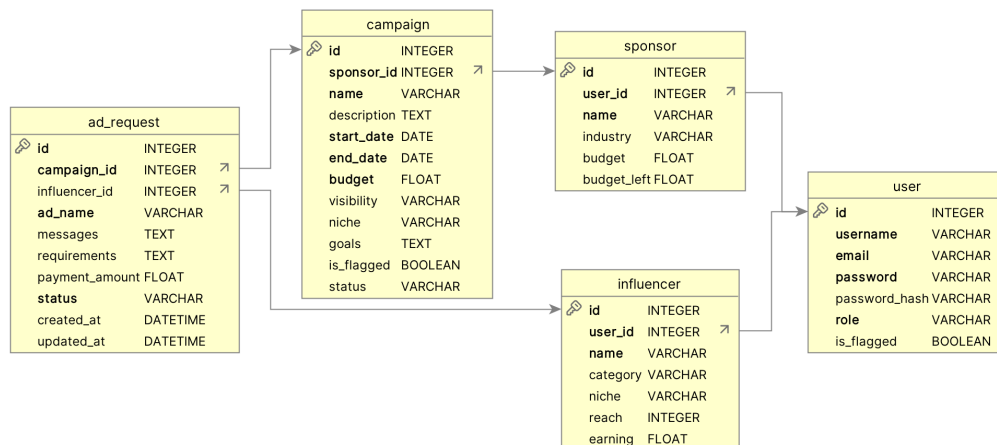 campaign
id INTEGER
sponsor_id INTEGER
name VARCHAR
description TEXT
start_date DATE
end_date DATE
budget FLOAT
visibility VARCHAR
niche VARCHAR
goals TEXT
is_flagged BOOLEAN
status VARCHAR
sponsor
id INTEGER
user_id INTEGER
name VARCHAR
industry VARCHAR
budget FLOAT
budget_left FLOAT
ad_request
id INTEGER
campaign_id INTEGER
influencer_id INTEGER
ad_name VARCHAR
messages TEXT
requirements TEXT
payment_amount FLOAT
status VARCHAR
created_at DATETIME
updated_at DATETIME
user
id INTEGER
username VARCHAR
email VARCHAR
password VARCHAR
password_hash VARCHAR
role VARCHAR
is_flagged BOOLEAN
influencer
id INTEGER
user_id INTEGER
name VARCHAR
category VARCHAR
niche VARCHAR
reach INTEGER
earning FLOAT